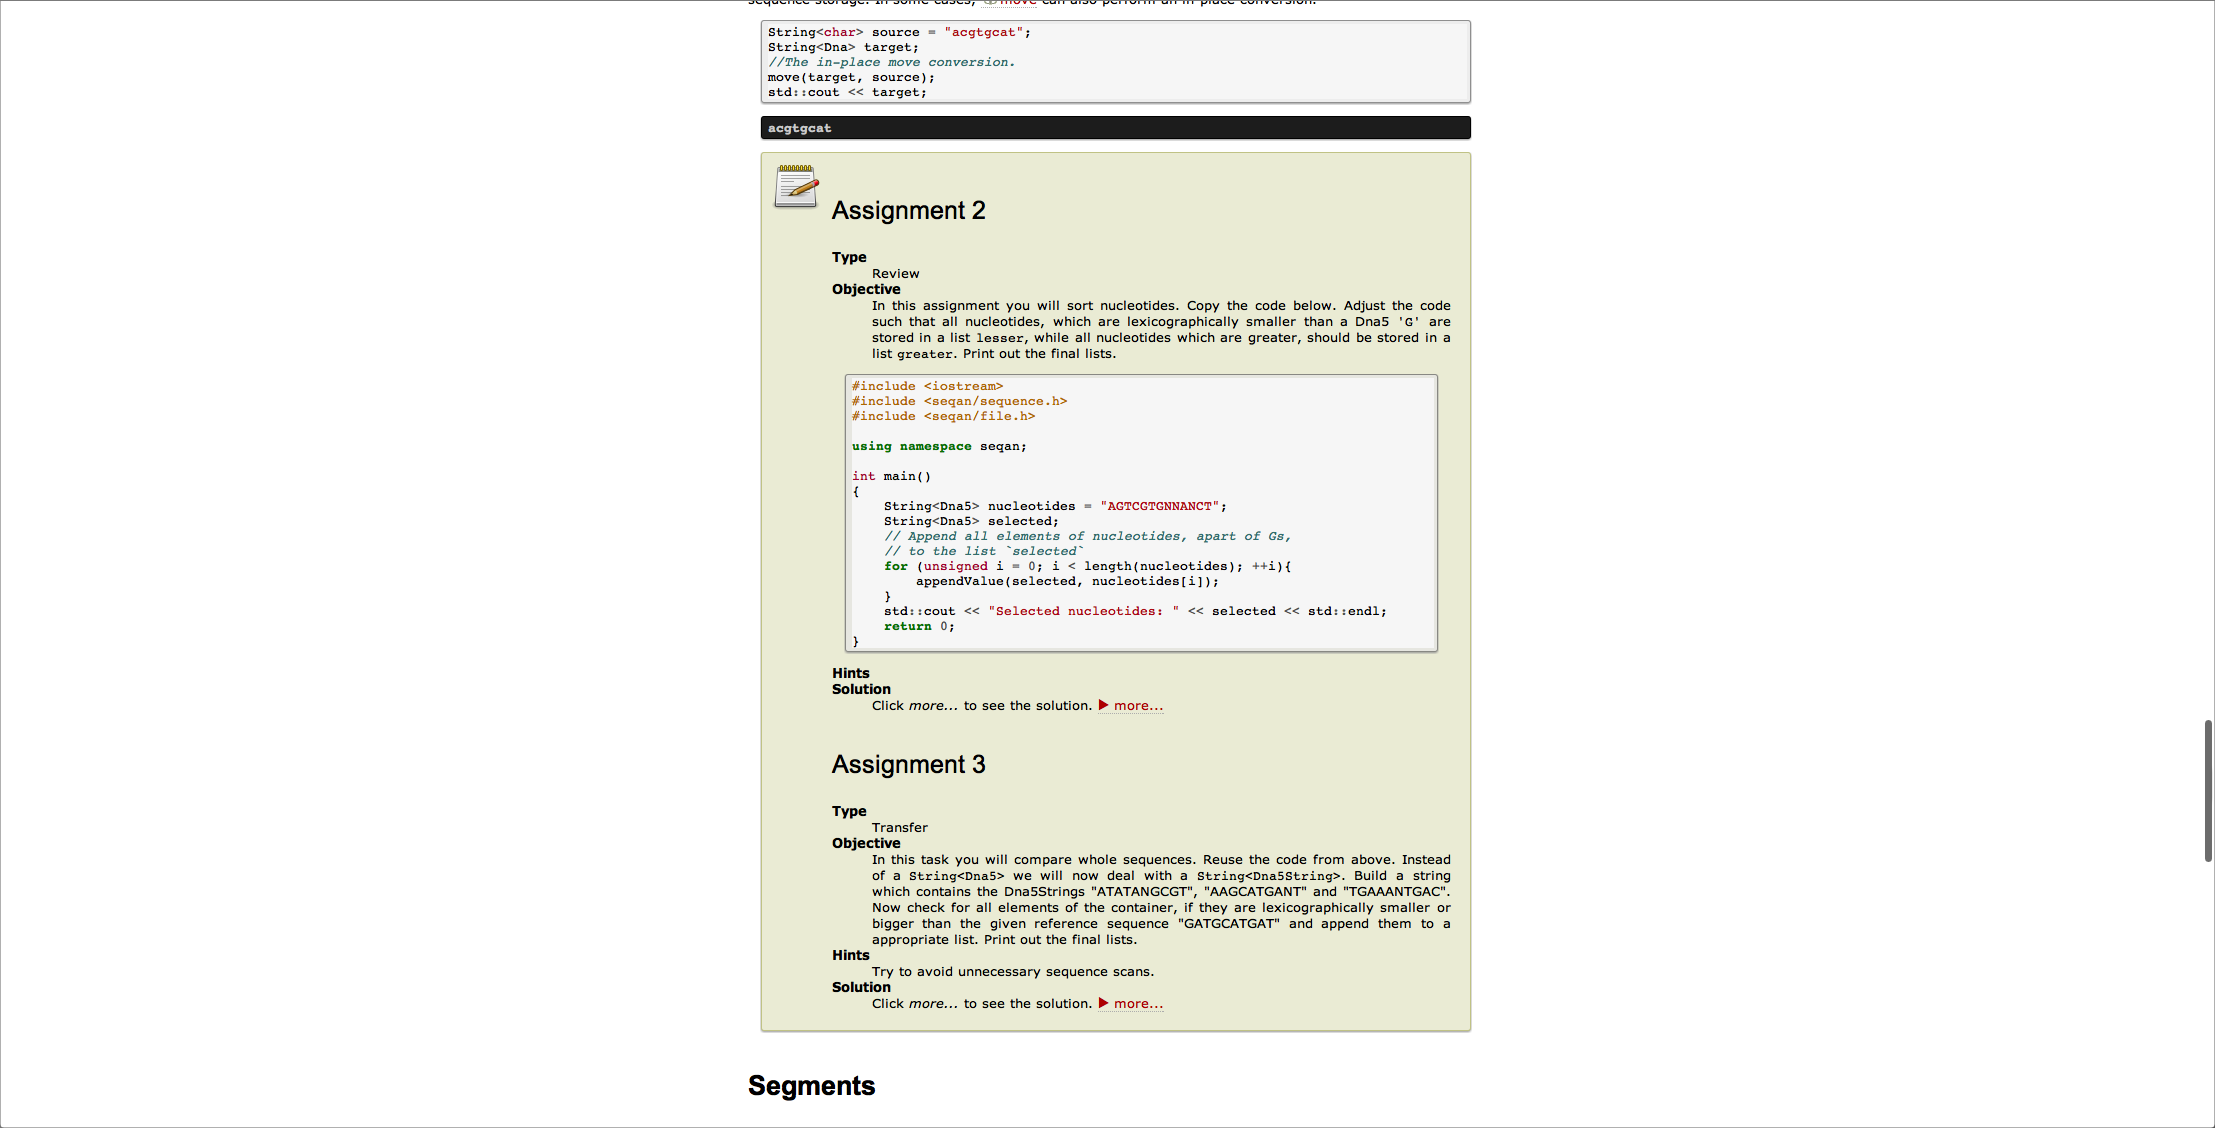 sequence storage. In some cases, move can also perform an in-place conversion.
String<char> source = "acgtgcat";
String<Dna> target;
//The in-place move conversion.
move(target, source);
std::cout << target;
acgtgcat
Assignment 2
Type
Review
Objective
In this assignment you will sort nucleotides. Copy the code below. Adjust the code
such that all nucleotides, which are lexicographically smaller than a Dna5 'G' are
stored in a list lesser, while all nucleotides which are greater, should be stored in a
list greater. Print out the final lists.
#include <iostream>
#include <seqan/sequence.h>
#include <seqan/file.h>
using namespace seqan;
int main()
{
    String<Dna5> nucleotides = "AGTCGTGNNANCT";
    String<Dna5> selected;
    // Append all elements of nucleotides, apart of Gs,
    // to the list `selected`
    for (unsigned i = 0; i < length(nucleotides); ++i){
        appendValue(selected, nucleotides[i]);
    }
    std::cout << "Selected nucleotides: " << selected << std::endl;
    return 0;
}
Hints
Solution
Click more... to see the solution. ▶ more...
Assignment 3
Type
Transfer
Objective
In this task you will compare whole sequences. Reuse the code from above. Instead
of a String<Dna5> we will now deal with a String<Dna5String>. Build a string
which contains the Dna5Strings "ATATANGCGT", "AAGCATGANT" and "TGAAANTGAC".
Now check for all elements of the container, if they are lexicographically smaller or
bigger than the given reference sequence "GATGCATGAT" and append them to a
appropriate list. Print out the final lists.
Hints
Try to avoid unnecessary sequence scans.
Solution
Click more... to see the solution. ▶ more...
Segments